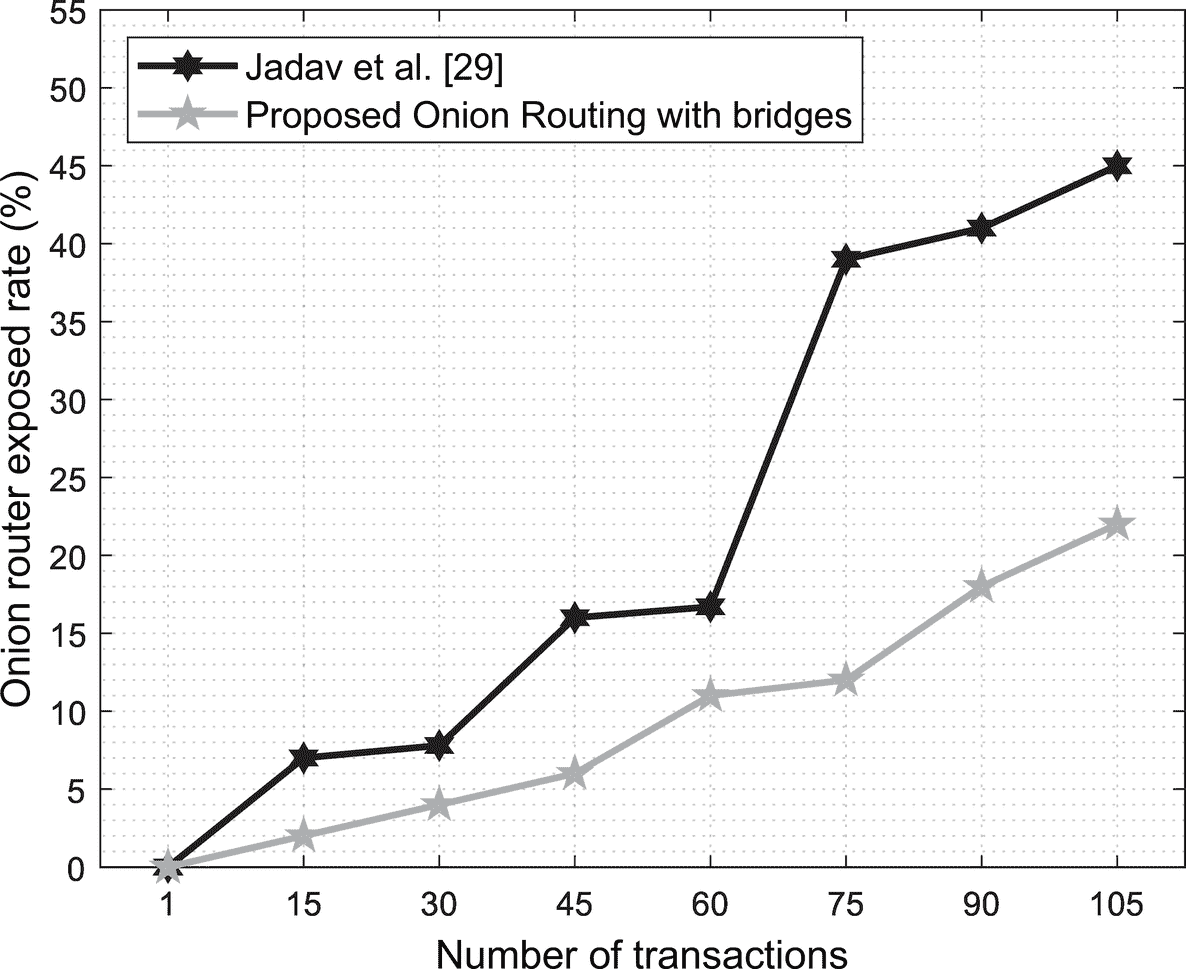 Jadav et al. [29]
Proposed Onion Routing with bridges
Onion router exposed rate (%)
55
50
45
40
35
30
25
20
15
10
5
0
1 15 30 45 60 75 90 105
Number of transactions